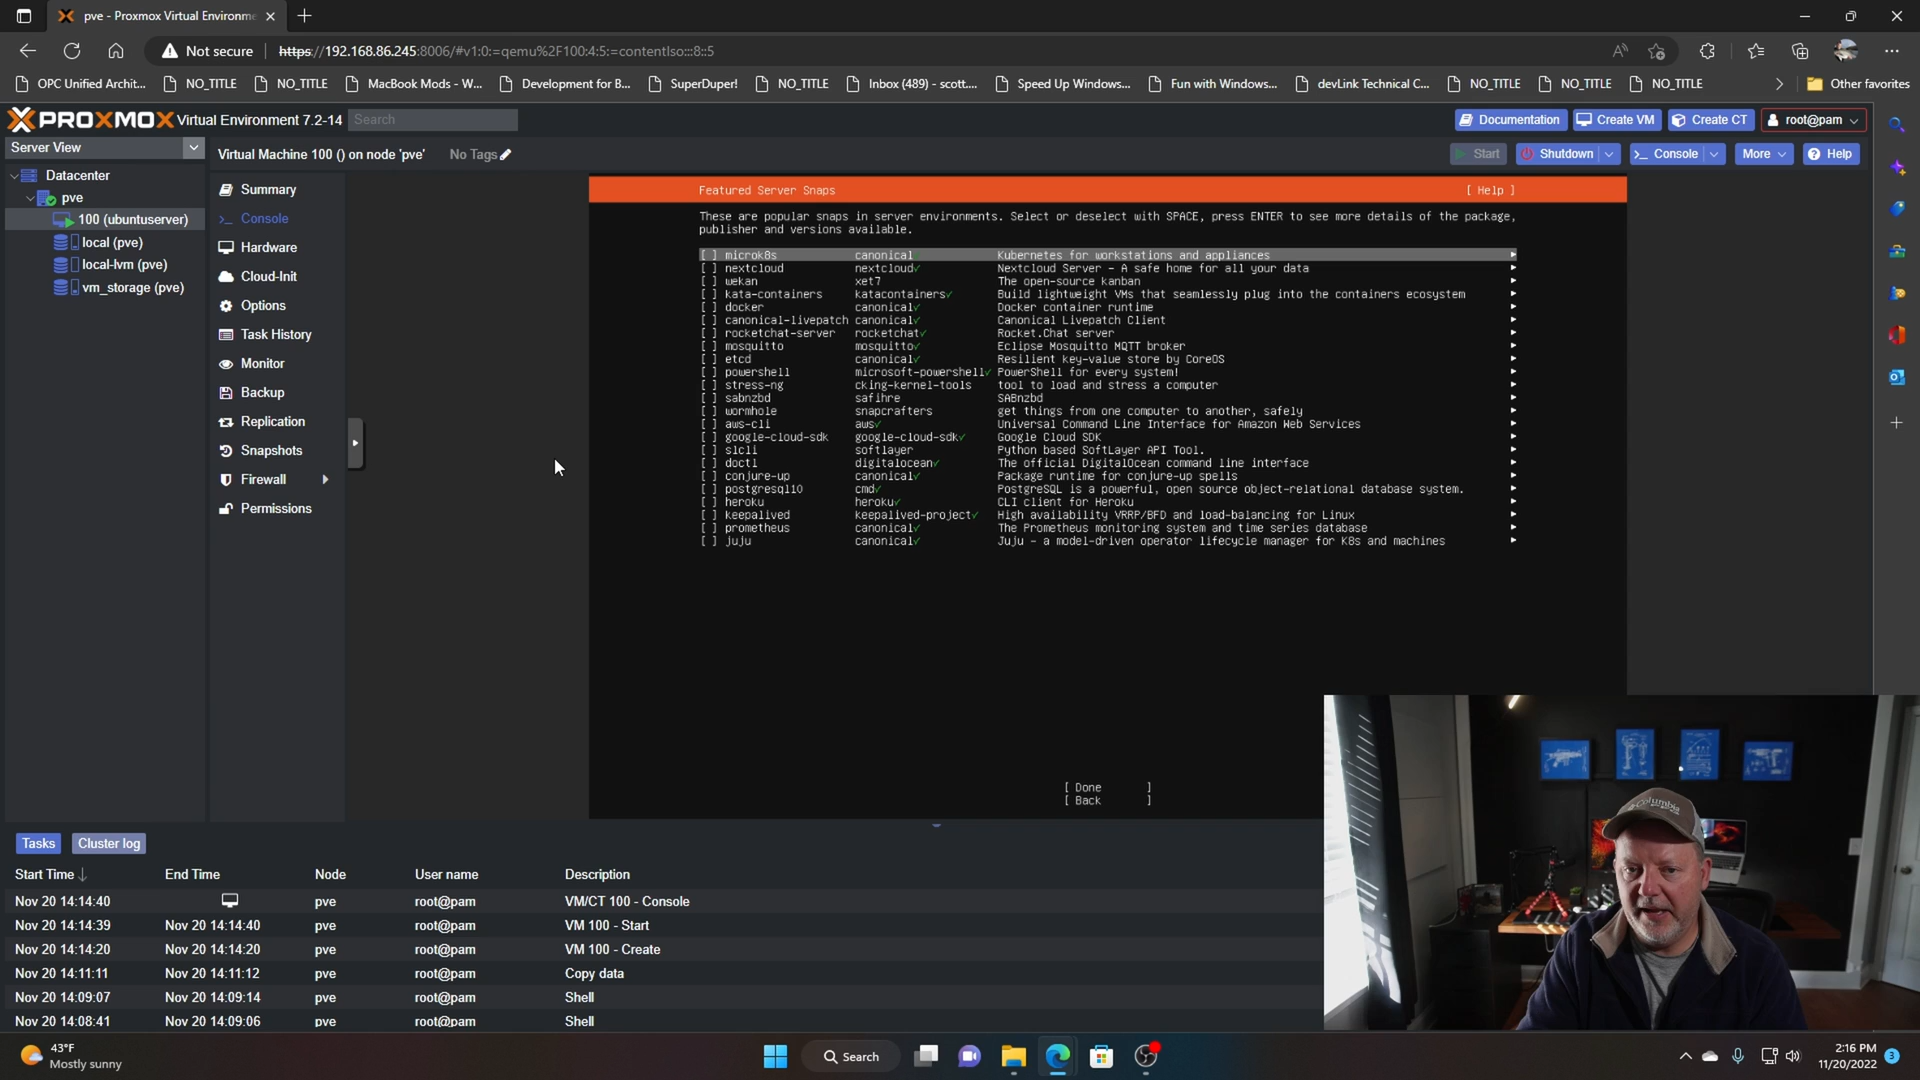 pve - Proxmox Virtual Environme
Not secure
https://192.168.86.245:8006/#v1:0:=qemu%2F100:4:5:=contentIso:::8::5
OPC Unified Archit...
NO_TITLE
NO_TITLE
MacBook Mods - W...
Development for B...
SuperDuper!
NO_TITLE
Inbox (489) - scott....
Speed Up Windows...
Fun with Windows...
devLink Technical C...
NO_TITLE
NO_TITLE
NO_TITLE
Other favorites
PROXMOX Virtual Environment 7.2-14
Search
Documentation
Create VM
Create CT
root@pam
Server View
Virtual Machine 100 () on node 'pve'
No Tags
Start
Shutdown
Console
More
Help
Datacenter
pve
100 (ubuntuserver)
local (pve)
local-lvm (pve)
vm_storage (pve)
Summary
Console
Hardware
Cloud-Init
Options
Task History
Monitor
Backup
Replication
Snapshots
Firewall
Permissions
Featured Server Snaps [ Help ]
These are popular snaps in server environments. Select or deselect with SPACE, press ENTER to see more details of the package,
publisher and versions available.
[ ] microk8s canonical Kubernetes for workstations and appliances
[ ] nextcloud nextcloud✓ Nextcloud Server - A safe home for all your data
[ ] wekan xet7 The open-source kanban
[ ] kata-containers katacontainers✓ Build lightweight VMs that seamlessly plug into the containers ecosystem
[ ] docker canonical✓ Docker container runtime
[ ] canonical-livepatch canonical✓ Canonical Livepatch Client
[ ] rocketchat-server rocketchat✓ Rocket.Chat server
[ ] mosquitto mosquitto✓ Eclipse Mosquitto MQTT broker
[ ] etcd canonical✓ Resilient key-value store by CoreOS
[ ] powershell microsoft-powershell✓ PowerShell for every system!
[ ] stress-ng cking-kernel-tools tool to load and stress a computer
[ ] sabnzbd safihre SABnzbd
[ ] wormhole snapcrafters get things from one computer to another, safely
[ ] aws-cli aws✓ Universal Command Line Interface for Amazon Web Services
[ ] google-cloud-sdk google-cloud-sdk✓ Google Cloud SDK
[ ] slcli softlayer Python based SoftLayer API Tool.
[ ] doctl digitalocean✓ The official DigitalOcean command line interface
[ ] conjure-up canonical✓ Package runtime for conjure-up spells
[ ] postgresql10 cmd✓ PostgreSQL is a powerful, open source object-relational database system.
[ ] heroku heroku✓ CLI client for Heroku
[ ] keepalived keepalived-project✓ High availability VRRP/BFD and load-balancing for Linux
[ ] prometheus canonical✓ The Prometheus monitoring system and time series database
[ ] juju canonical✓ Juju - a model-driven operator lifecycle manager for K8s and machines
[ Done ]
[ Back ]
Columbia
Tasks
Cluster log
Start Time End Time Node User name Description
Nov 20 14:14:40 pve root@pam VM/CT 100 - Console
Nov 20 14:14:39 Nov 20 14:14:40 pve root@pam VM 100 - Start
Nov 20 14:14:20 Nov 20 14:14:20 pve root@pam VM 100 - Create
Nov 20 14:11:11 Nov 20 14:11:12 pve root@pam Copy data
Nov 20 14:09:07 Nov 20 14:09:14 pve root@pam Shell
Nov 20 14:08:41 Nov 20 14:09:06 pve root@pam Shell
43°F
Mostly sunny
Search
2:16 PM
11/20/2022
3